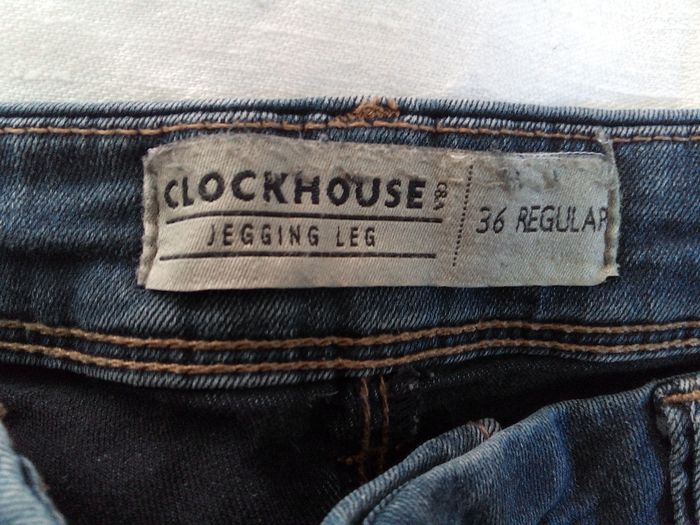 CLOCKHOUSE C&A
JEGGING LEG
36 REGULAR